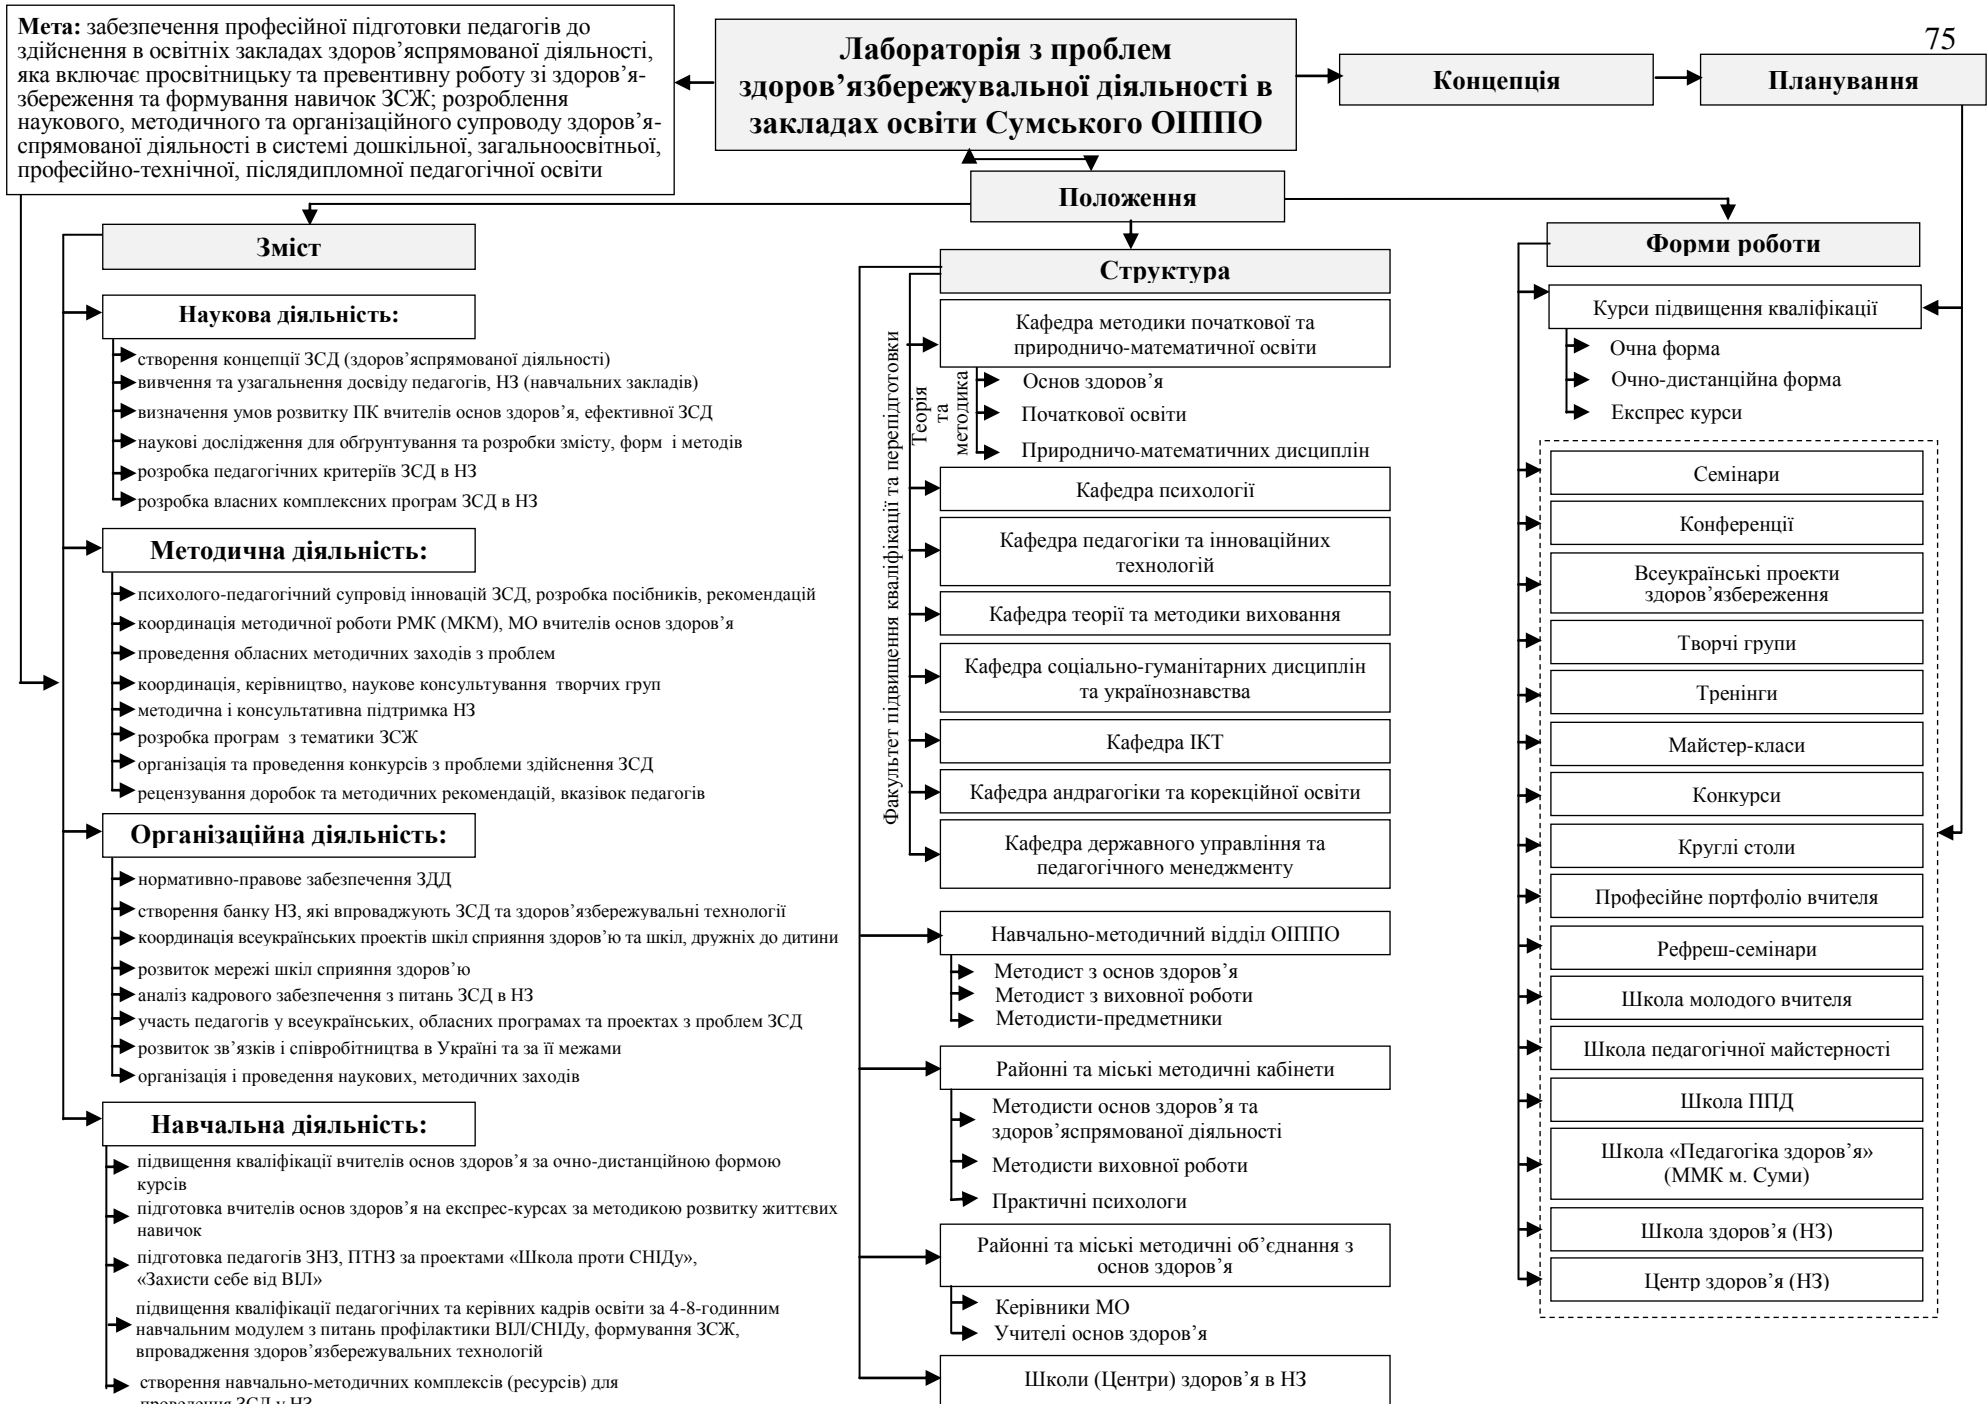 75
Мета: забезпечення професійної підготовки педагогів до
здійснення в освітніх закладах здоров’яспрямованої діяльності,
яка включає просвітницьку та превентивну роботу зі здоров’я-
збереження та формування навичок ЗСЖ; розроблення
наукового, методичного та організаційного супроводу здоров’я-
спрямованої діяльності в системі дошкільної, загальноосвітньої,
професійно-технічної, післядипломної педагогічної освіти
Лабораторія з проблем
здоров’язбережувальної діяльності в
закладах освіти Сумського ОІППО
Концепція
Планування
Положення
Зміст
Наукова діяльність:
створення концепції ЗСД (здоров’яспрямованої діяльності)
вивчення та узагальнення досвіду педагогів, НЗ (навчальних закладів)
визначення умов розвитку ПК вчителів основ здоров’я, ефективної ЗСД
наукові дослідження для обґрунтування та розробки змісту, форм і методів
розробка педагогічних критеріїв ЗСД в НЗ
розробка власних комплексних програм ЗСД в НЗ
Методична діяльність:
психолого-педагогічний супровід інновацій ЗСД, розробка посібників, рекомендацій
координація методичної роботи РМК (МКМ), МО вчителів основ здоров’я
проведення обласних методичних заходів з проблем
координація, керівництво, наукове консультування творчих груп
методична і консультативна підтримка НЗ
розробка програм з тематики ЗСЖ
організація та проведення конкурсів з проблеми здійснення ЗСД
рецензування доробок та методичних рекомендацій, вказівок педагогів
Організаційна діяльність:
нормативно-правове забезпечення ЗДД
створення банку НЗ, які впроваджують ЗСД та здоров’язбережувальні технології
координація всеукраїнських проектів шкіл сприяння здоров’ю та шкіл, дружніх до дитини
розвиток мережі шкіл сприяння здоров’ю
аналіз кадрового забезпечення з питань ЗСД в НЗ
участь педагогів у всеукраїнських, обласних програмах та проектах з проблем ЗСД
розвиток зв’язків і співробітництва в Україні та за її межами
організація і проведення наукових, методичних заходів
Навчальна діяльність:
підвищення кваліфікації вчителів основ здоров’я за очно-дистанційною формою
курсів
підготовка вчителів основ здоров’я на експрес-курсах за методикою розвитку життєвих
навичок
підготовка педагогів ЗНЗ, ПТНЗ за проектами «Школа проти СНІДу»,
«Захисти себе від ВІЛ»
підвищення кваліфікації педагогічних та керівних кадрів освіти за 4-8-годинним
навчальним модулем з питань профілактики ВІЛ/СНІДу, формування ЗСЖ,
впровадження здоров’язбережувальних технологій
створення навчально-методичних комплексів (ресурсів) для
проведення ЗСД у НЗ
Структура
Факультет підвищення кваліфікації та перепідготовки
Кафедра методики початкової та
природничо-математичної освіти
Теорія
та
методика
Основ здоров’я
Початкової освіти
Природничо-математичних дисциплін
Кафедра психології
Кафедра педагогіки та інноваційних
технологій
Кафедра теорії та методики виховання
Кафедра соціально-гуманітарних дисциплін
та українознавства
Кафедра ІКТ
Кафедра андрагогіки та корекційної освіти
Кафедра державного управління та
педагогічного менеджменту
Навчально-методичний відділ ОІППО
Методист з основ здоров’я
Методист з виховної роботи
Методисти-предметники
Районні та міські методичні кабінети
Методисти основ здоров’я та
здоров’яспрямованої діяльності
Методисти виховної роботи
Практичні психологи
Районні та міські методичні об’єднання з
основ здоров’я
Керівники МО
Учителі основ здоров’я
Школи (Центри) здоров’я в НЗ
Форми роботи
Курси підвищення кваліфікації
Очна форма
Очно-дистанційна форма
Експрес курси
Семінари
Конференції
Всеукраїнські проекти
здоров’язбереження
Творчі групи
Тренінги
Майстер-класи
Конкурси
Круглі столи
Професійне портфоліо вчителя
Рефреш-семінари
Школа молодого вчителя
Школа педагогічної майстерності
Школа ППД
Школа «Педагогіка здоров’я»
(ММК м. Суми)
Школа здоров’я (НЗ)
Центр здоров’я (НЗ)